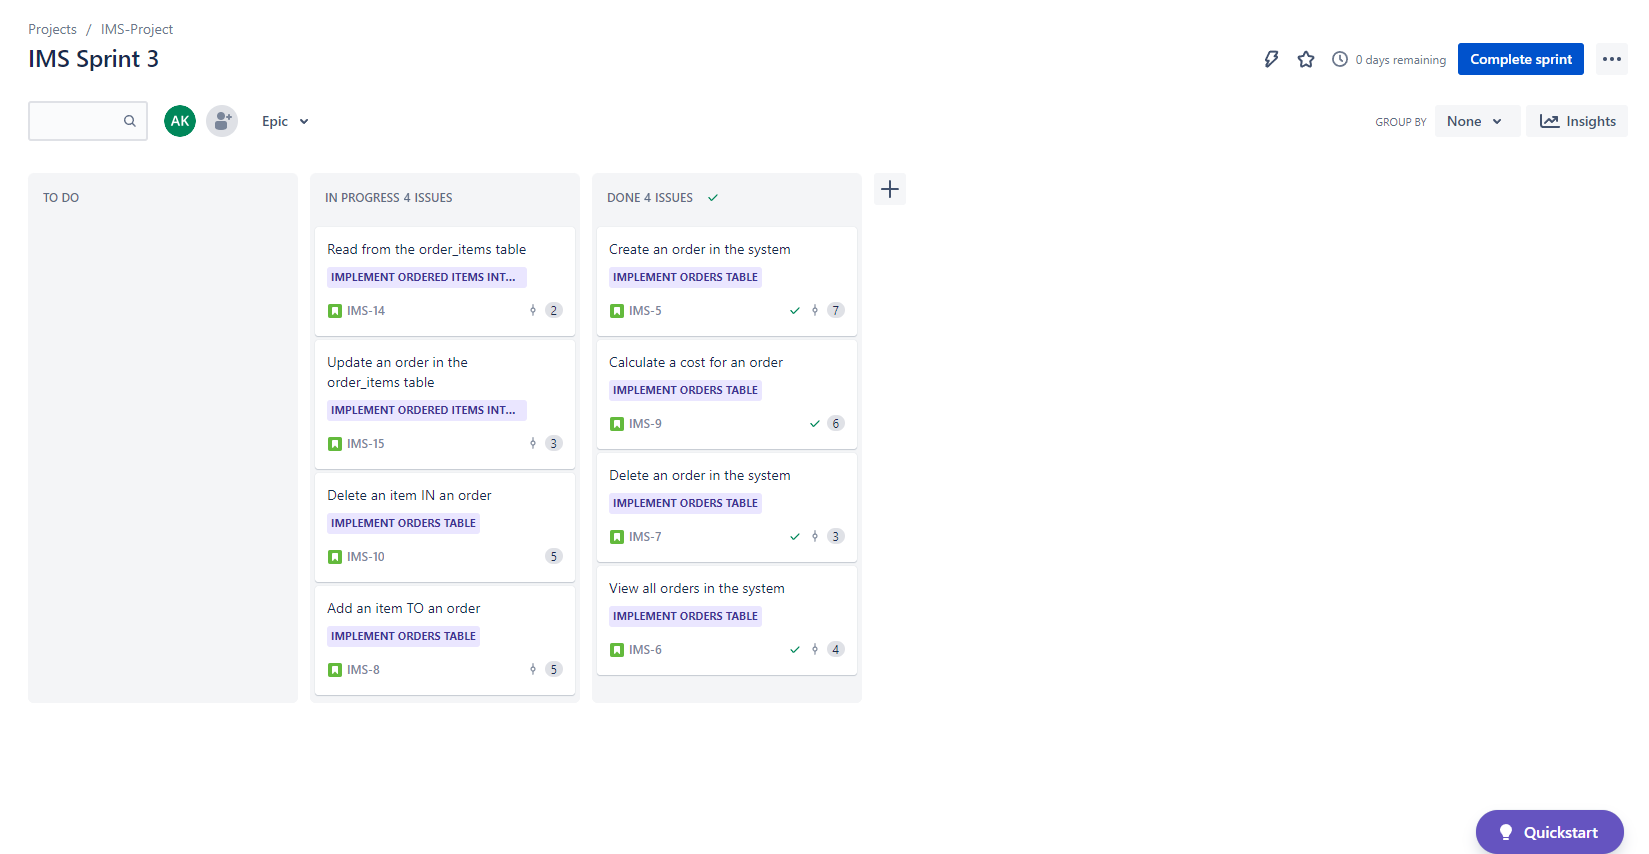 Projects / IMS-Project
IMS Sprint 3
0 days remaining
Complete sprint
AK
Epic
GROUP BY
None
Insights
TO DO
IN PROGRESS 4 ISSUES
Read from the order_items table
IMPLEMENT ORDERED ITEMS INT...
IMS-14
2
Update an order in the
order_items table
IMPLEMENT ORDERED ITEMS INT...
IMS-15
3
Delete an item IN an order
IMPLEMENT ORDERS TABLE
IMS-10
5
Add an item TO an order
IMPLEMENT ORDERS TABLE
IMS-8
5
DONE 4 ISSUES
Create an order in the system
IMPLEMENT ORDERS TABLE
IMS-5
7
Calculate a cost for an order
IMPLEMENT ORDERS TABLE
IMS-9
6
Delete an order in the system
IMPLEMENT ORDERS TABLE
IMS-7
3
View all orders in the system
IMPLEMENT ORDERS TABLE
IMS-6
4
Quickstart